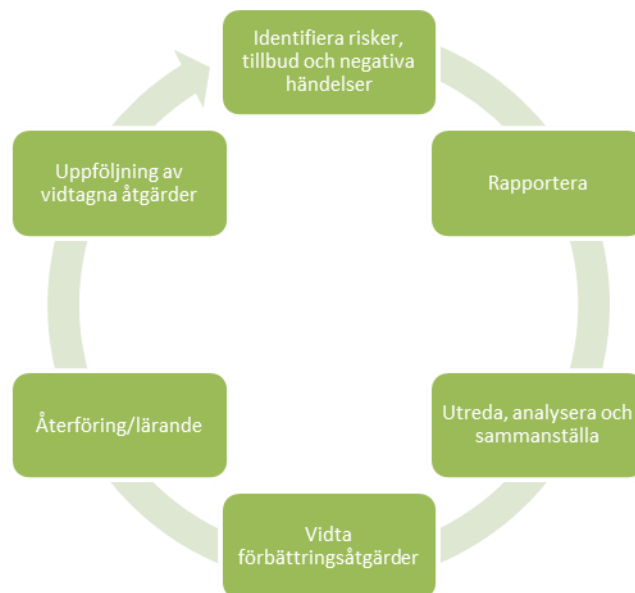 Identifiera risker,
tillbud och negativa
händelser
Rapportera
Utreda, analysera och
sammanställa
Vidta
förbättringsåtgärder
Återföring/lärande
Uppföljning av
vidtagna åtgärder